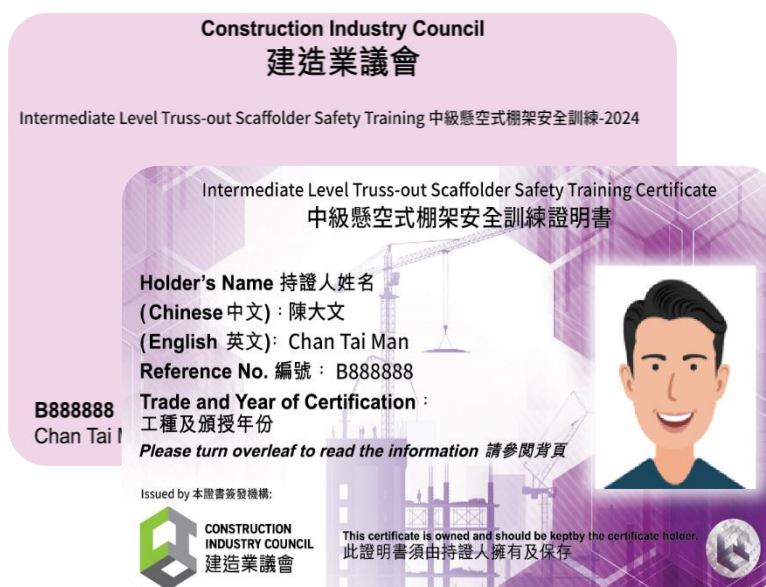 Construction Industry Council
建造業議會
Intermediate Level Truss-out Scaffolder Safety Training 中級懸空式棚架安全訓練-2024
B888888
Chan Tai
Intermediate Level Truss-out Scaffolder Safety Training Certificate
中級懸空式棚架安全訓練證明書
Holder's Name 持證人姓名
(Chinese 中文)：陳大文
(English 英文)： Chan Tai Man
Reference No. 編號： B888888
Trade and Year of Certification：
工種及頒授年份
Please turn overleaf to read the information 請參閱背頁
Issued by 本證書簽發機構:
CONSTRUCTION
INDUSTRY COUNCIL
建造業議會
This certificate is owned and should be keptby the certificate holder.
此證明書須由持證人擁有及保存